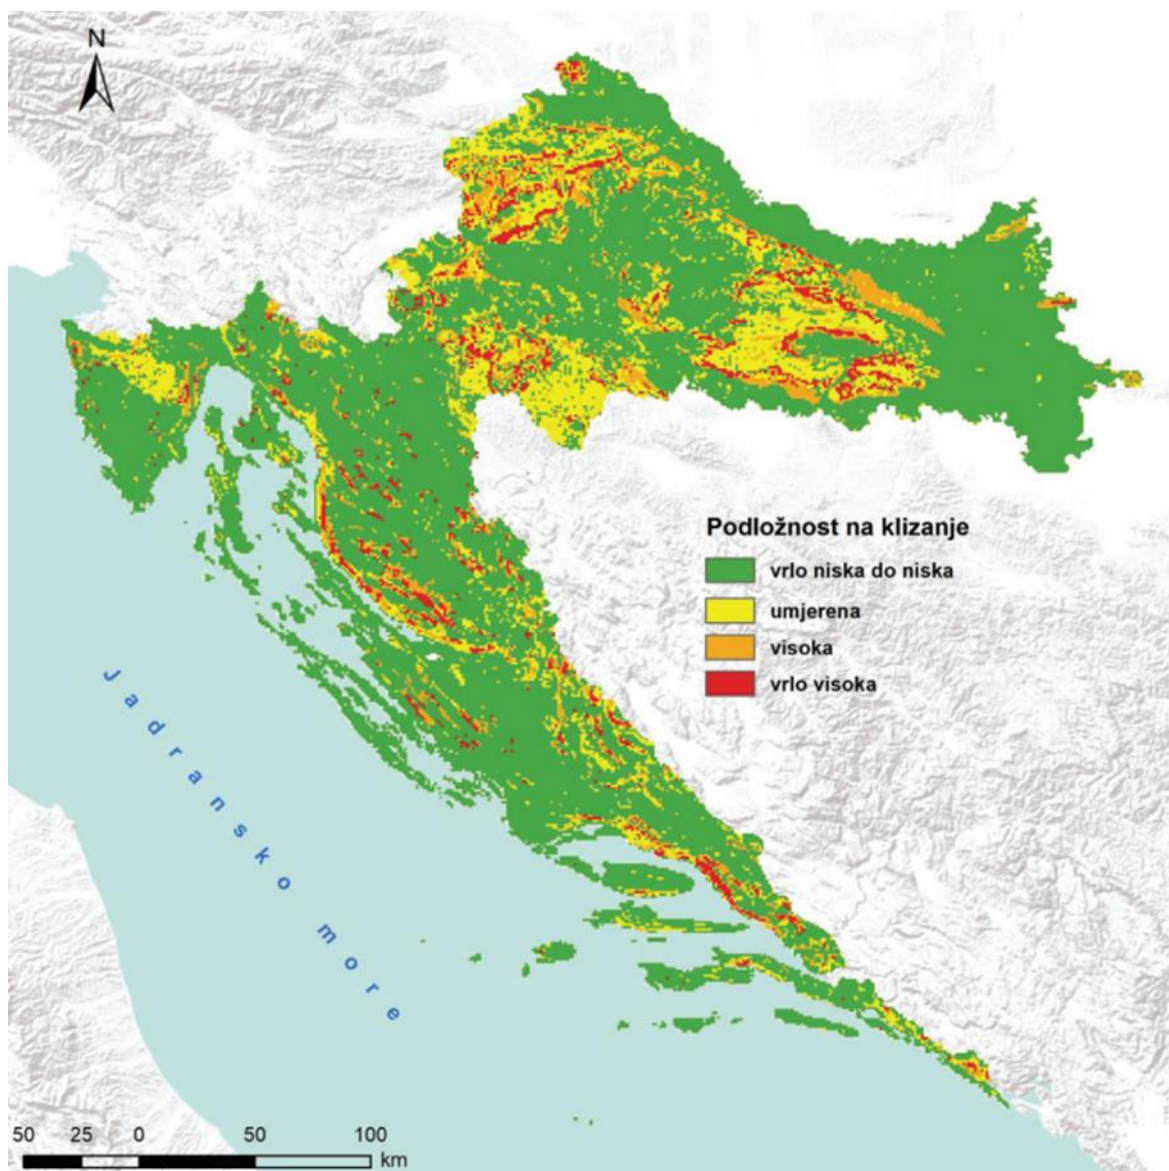 N
Podložnost na klizanje
vrlo niska do niska
umjerena
visoka
vrlo visoka
Jadransko more
50 25 0 50 100
km